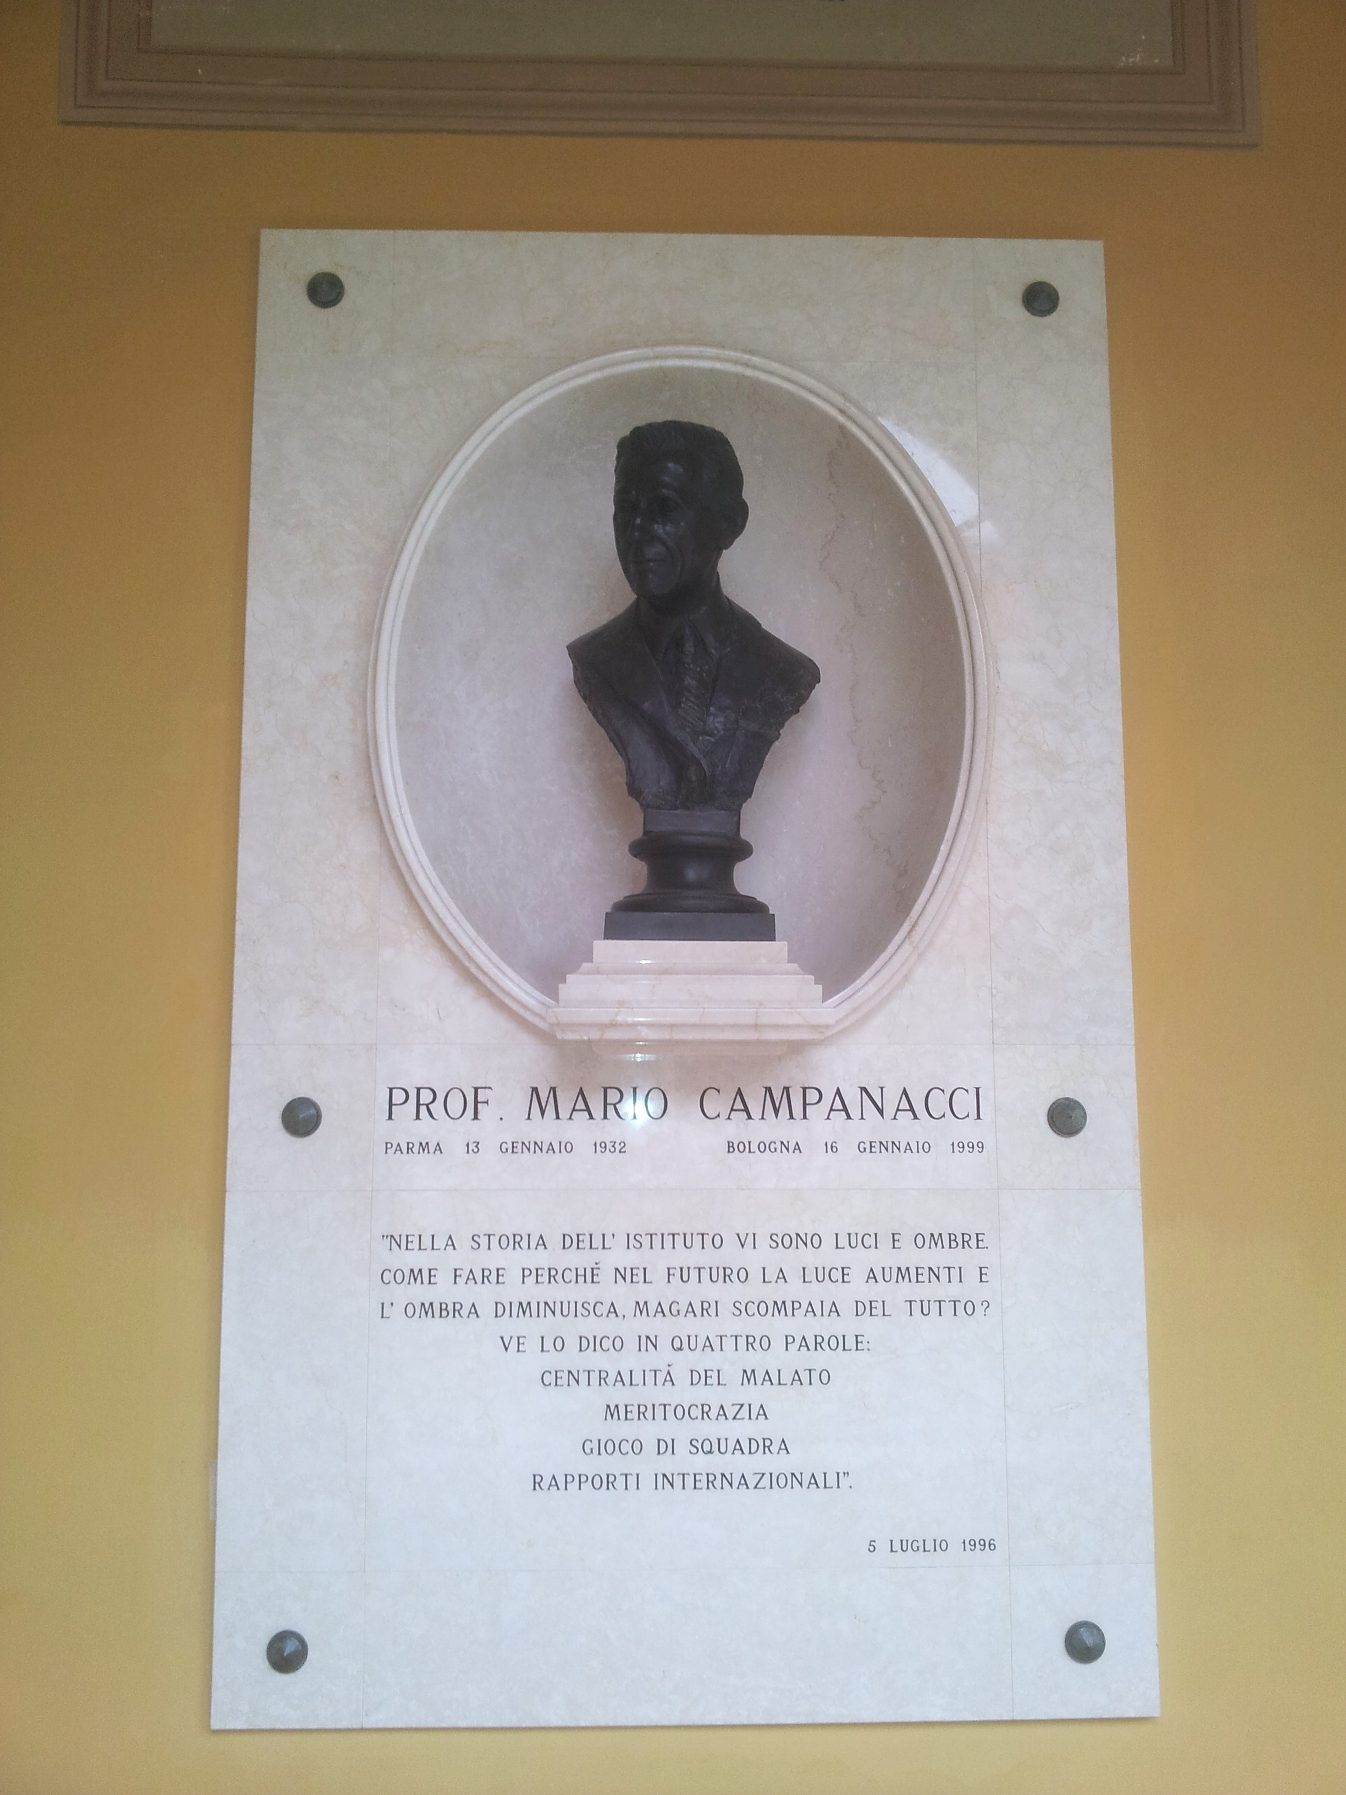 PROF. MARIO CAMPANACCI
PARMA 13 GENNAIO 1932 BOLOGNA 16 GENNAIO 1999
"NELLA STORIA DELL' ISTITUTO VI SONO LUCI E OMBRE.
COME FARE PERCHÉ NEL FUTURO LA LUCE AUMENTI E
L' OMBRA DIMINUISCA, MAGARI SCOMPAIA DEL TUTTO?
VE LO DICO IN QUATTRO PAROLE:
CENTRALITÁ DEL MALATO
MERITOCRAZIA
GIOCO DI SQUADRA
RAPPORTI INTERNAZIONALI".
5 LUGLIO 1996